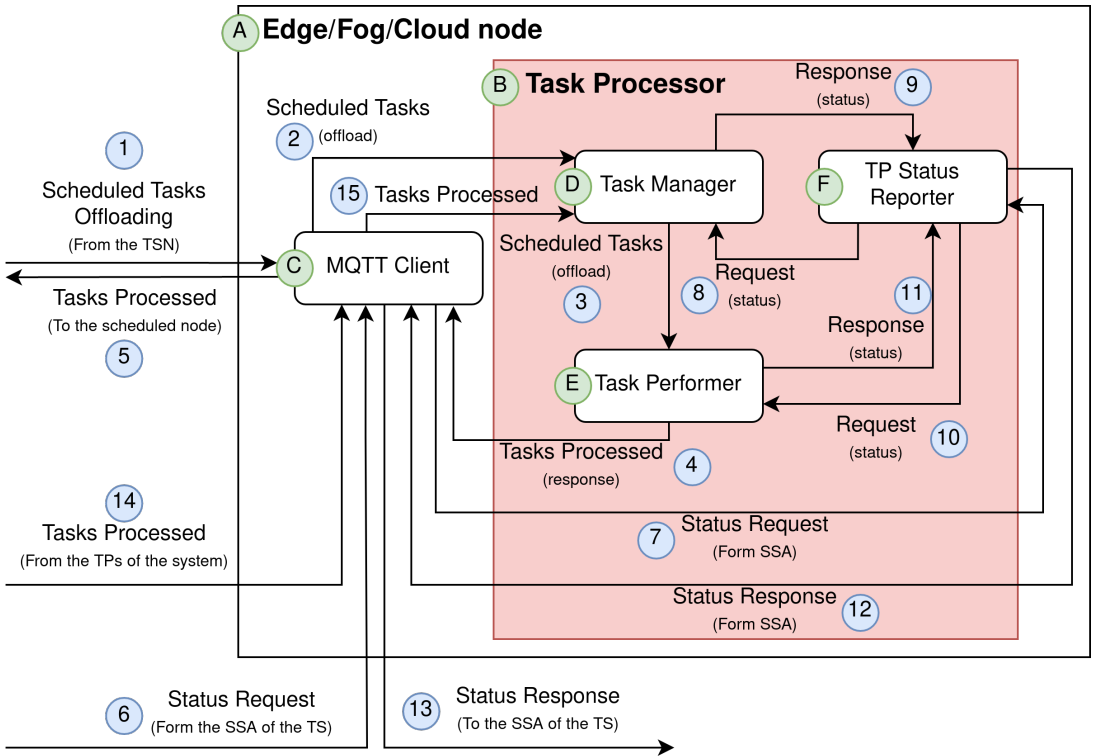 A
Edge/Fog/Cloud node
B
Task Processor
Response
(status)
9
Scheduled Tasks
(offload)
2
1
Scheduled Tasks
Offloading
(From the TSN)
15
Tasks Processed
D
Task Manager
F
TP Status
Reporter
C
MQTT Client
Scheduled Tasks
(offload)
3
8
Request
(status)
11
Response
(status)
Tasks Processed
(To the scheduled node)
5
E
Task Performer
Request
(status)
10
Tasks Processed
(response)
4
14
Tasks Processed
(From the TPs of the system)
7
Status Request
(Form SSA)
Status Response
(Form SSA)
12
6
Status Request
(Form the SSA of the TS)
13
Status Response
(To the SSA of the TS)